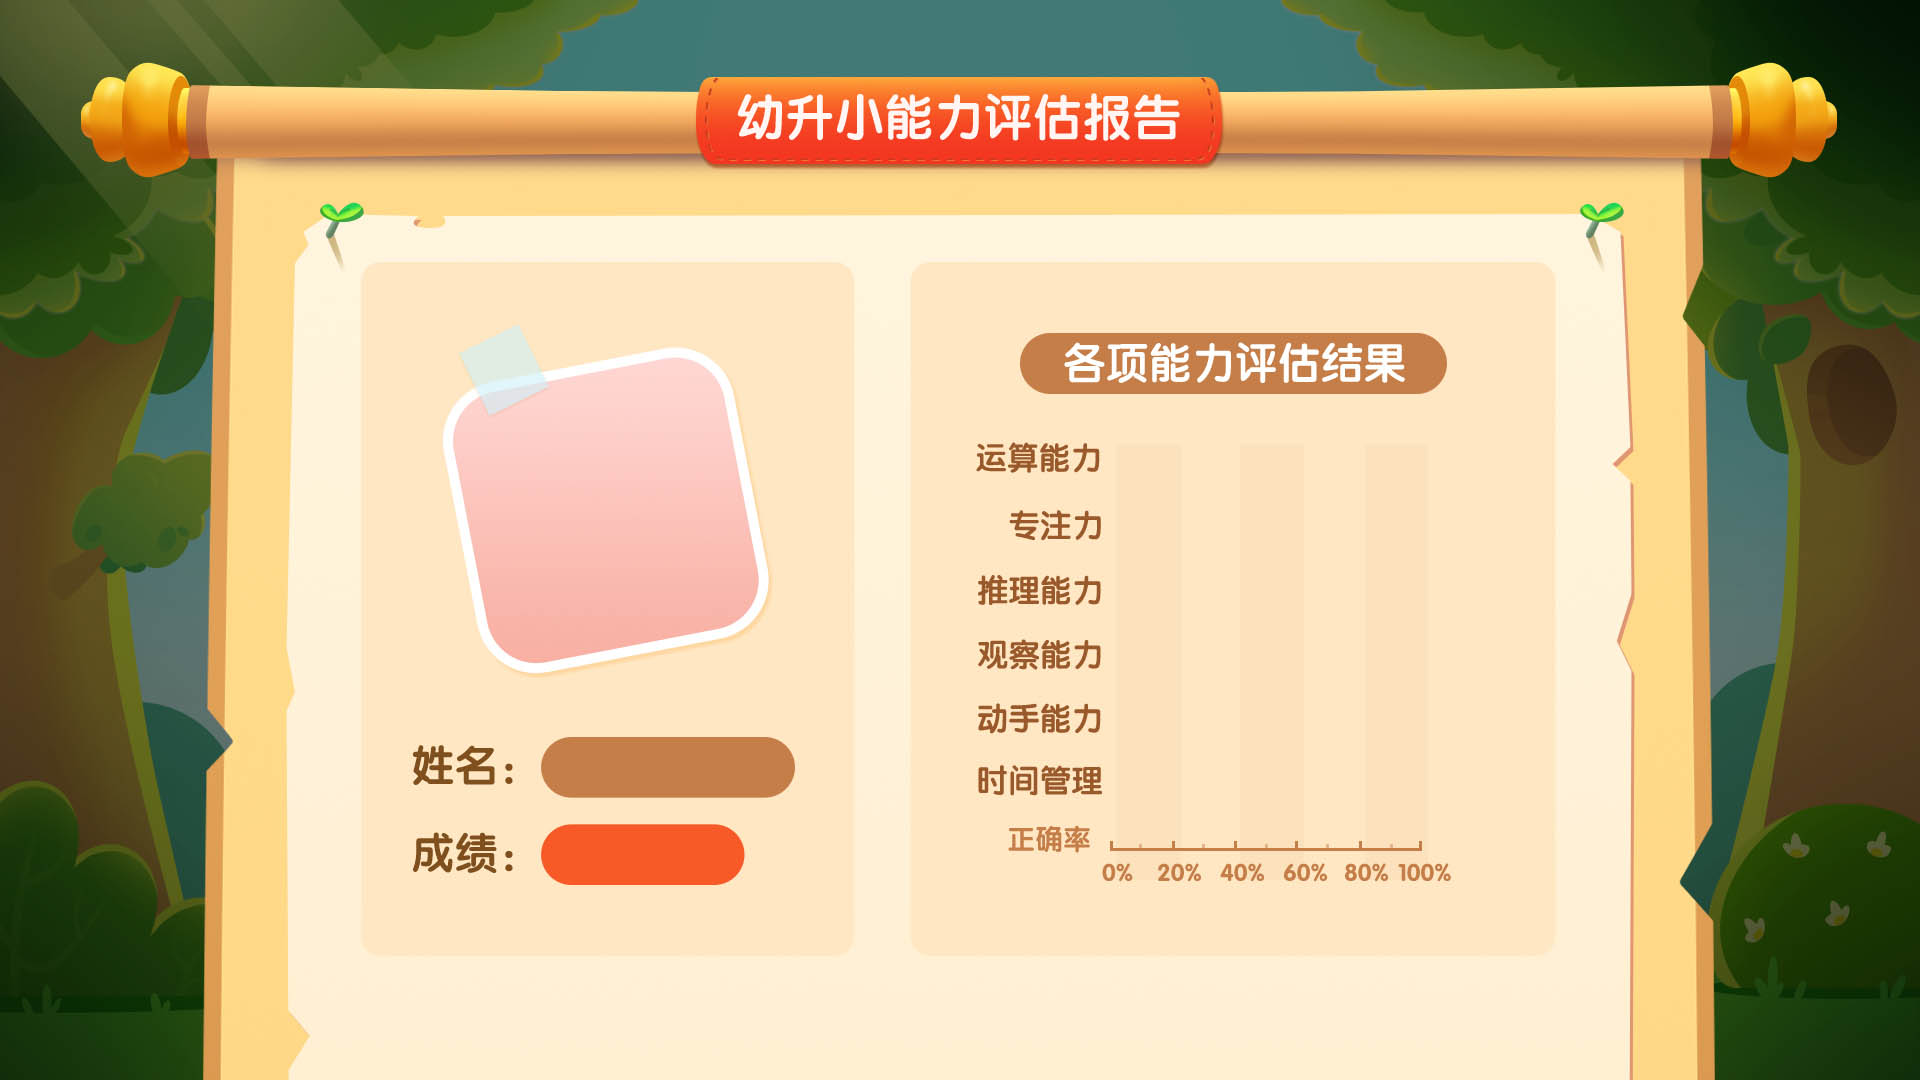 幼升小能力评估报告
姓名：
成绩：
各项能力评估结果
运算能力
专注力
推理能力
观察能力
动手能力
时间管理
正确率
0% 20% 40% 60% 80% 100%